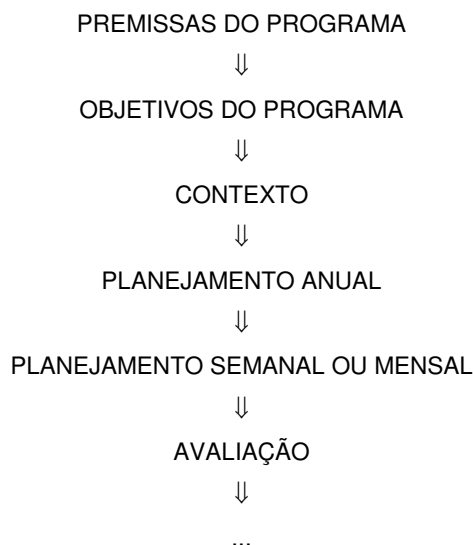 PREMISSAS DO PROGRAMA
⇓
OBJETIVOS DO PROGRAMA
⇓
CONTEXTO
⇓
PLANEJAMENTO ANUAL
⇓
PLANEJAMENTO SEMANAL OU MENSAL
⇓
AVALIAÇÃO
⇓
...